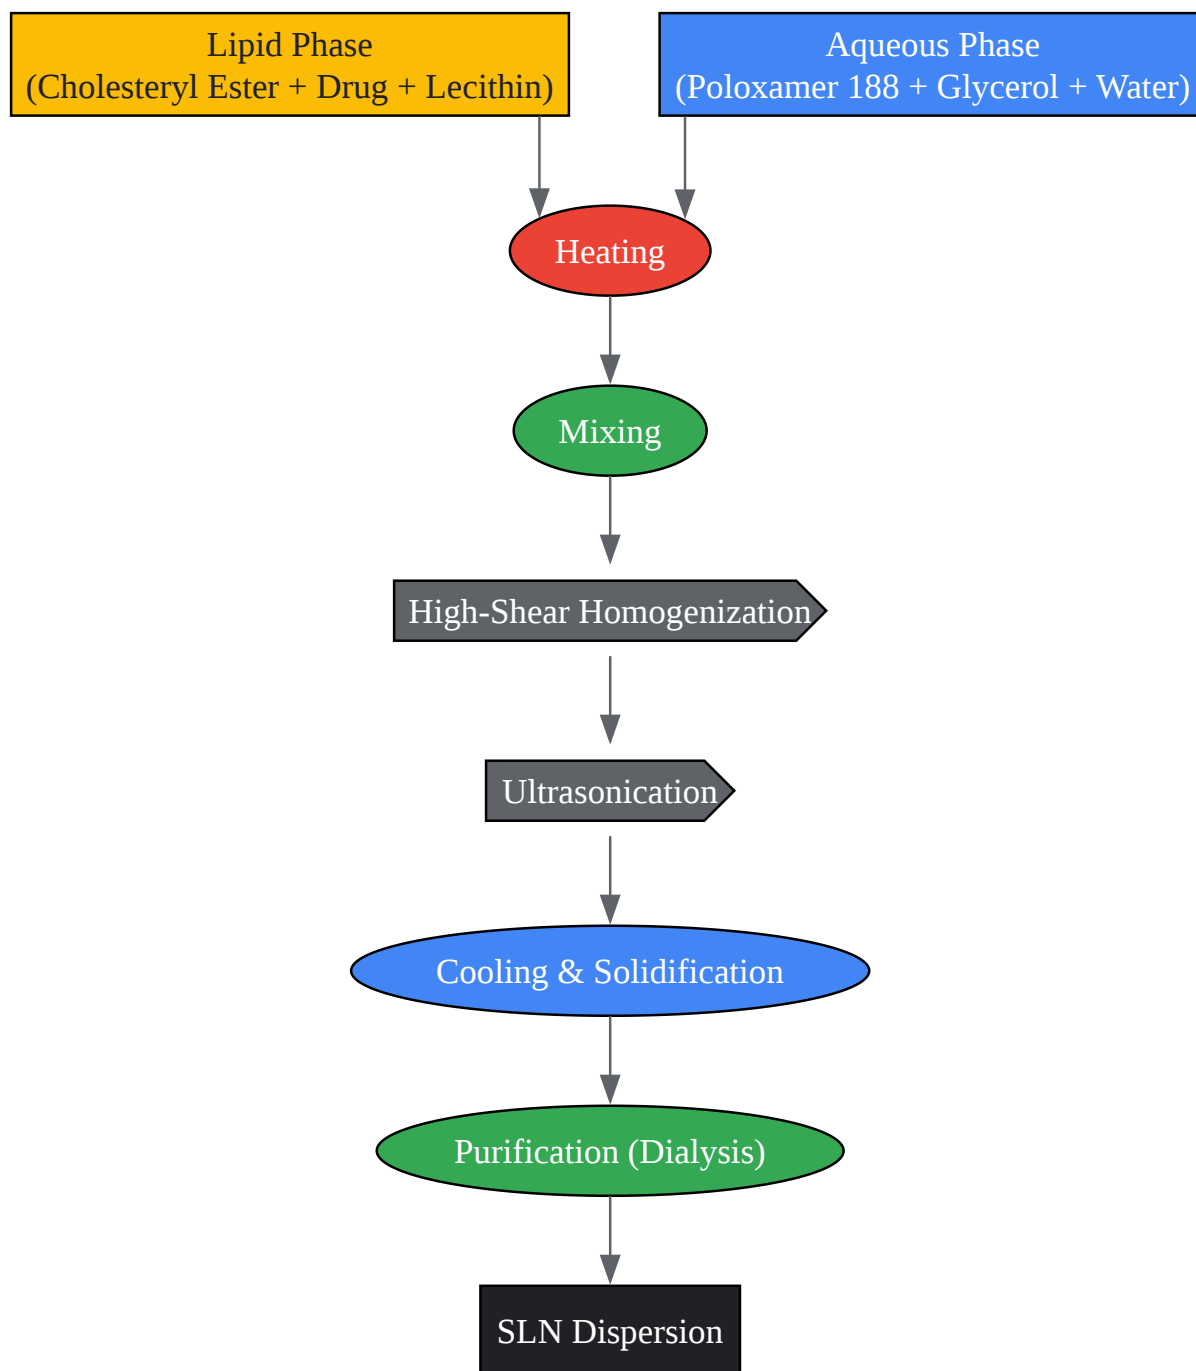 Lipid Phase
(Cholesteryl Ester + Drug + Lecithin)
Aqueous Phase
(Poloxamer 188 + Glycerol + Water)
Heating
Mixing
High-Shear Homogenization
Ultrasonication
Cooling & Solidification
Purification (Dialysis)
SLN Dispersion